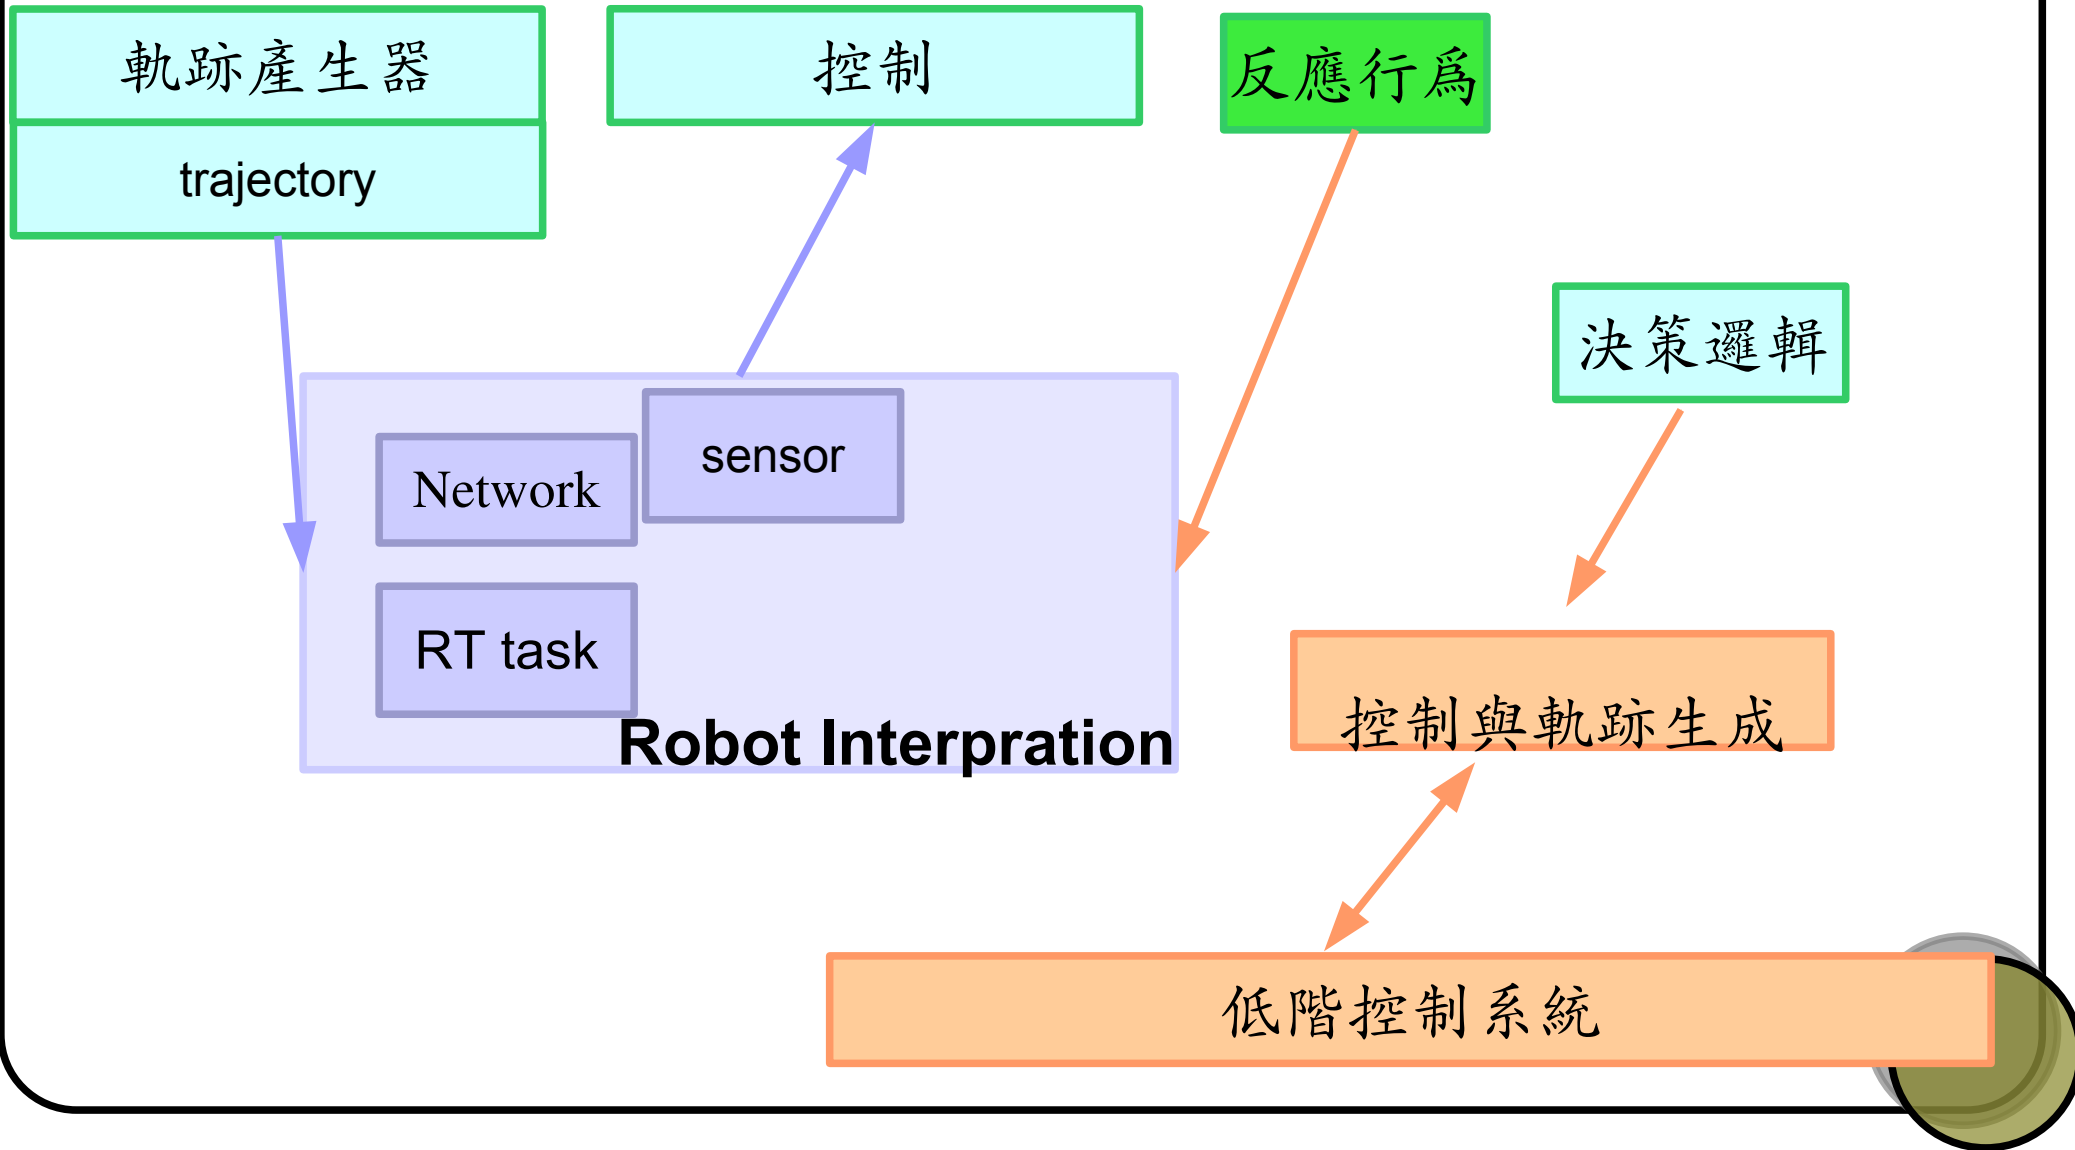 軌跡產生器
控制
反應行爲
trajectory
決策邏輯
sensor
Network
RT task
Robot Interpration
控制與軌跡生成
低階控制系統